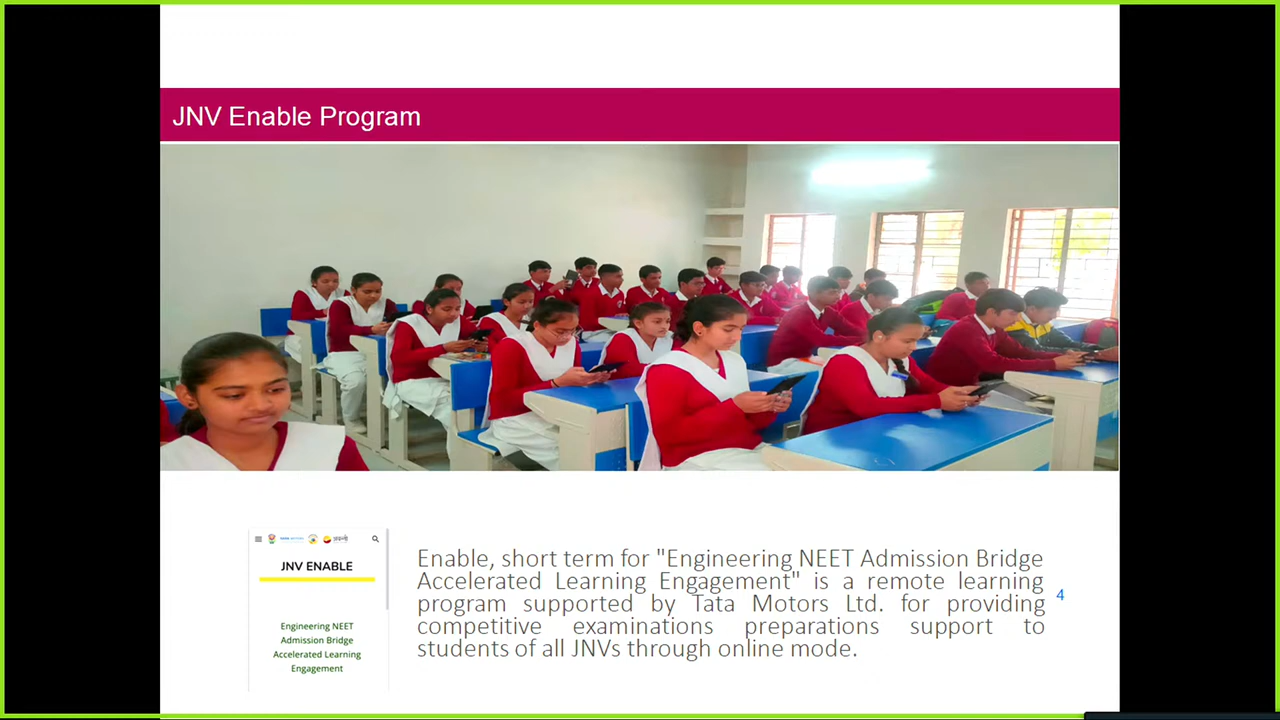 JNV Enable Program
JNV ENABLE
Engineering NEET
Admission Bridge
Accelerated Learning
Engagement
Enable, short term for "Engineering NEET Admission Bridge
Accelerated Learning Engagement" is a remote learning
program supported by Tata Motors Ltd. for providing
competitive examinations preparations support to
students of all JNVs through online mode.
4